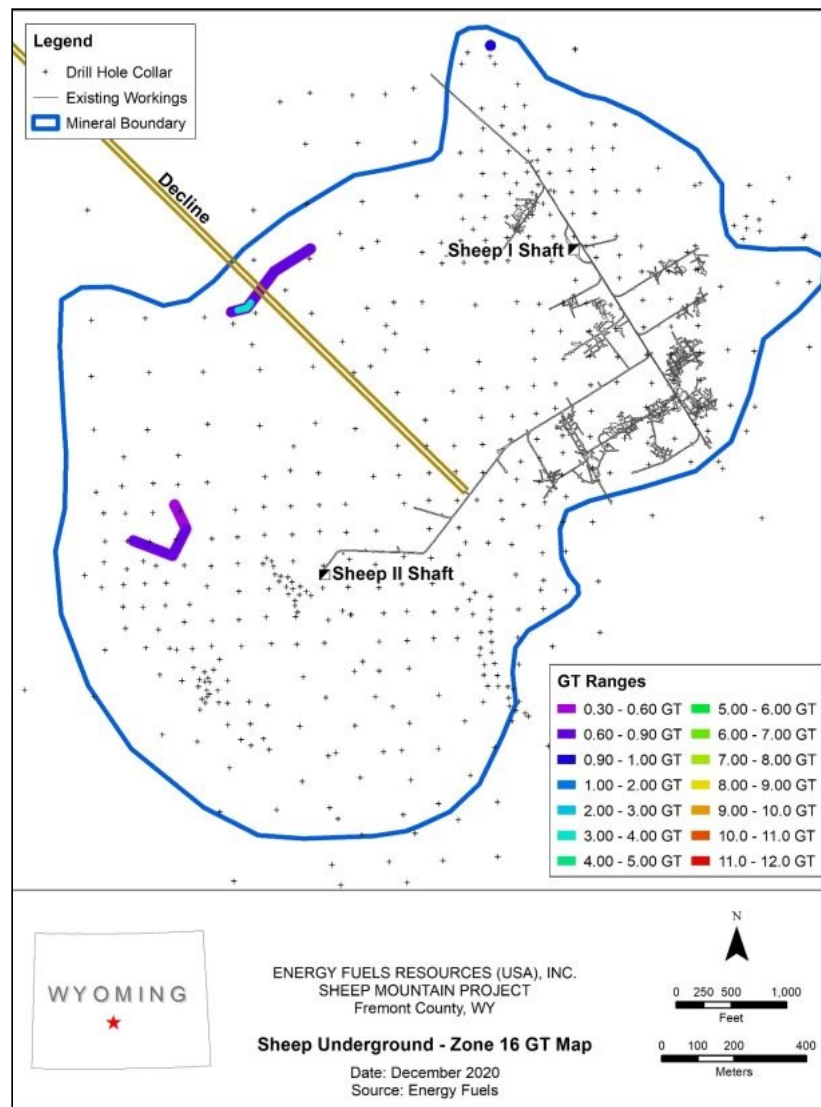 Legend
Drill Hole Collar
Existing Workings
Mineral Boundary
Decline
Sheep I Shaft
Sheep II Shaft
GT Ranges
0.30 - 0.60 GT
0.60 - 0.90 GT
0.90 - 1.00 GT
1.00 - 2.00 GT
2.00 - 3.00 GT
3.00 - 4.00 GT
4.00 - 5.00 GT
5.00 - 6.00 GT
6.00 - 7.00 GT
7.00 - 8.00 GT
8.00 - 9.00 GT
9.00 - 10.0 GT
10.0 - 11.0 GT
11.0 - 12.0 GT
WYOMING
ENERGY FUELS RESOURCES (USA), INC.
SHEEP MOUNTAIN PROJECT
Fremont County, WY
Sheep Underground - Zone 16 GT Map
Date: December 2020
Source: Energy Fuels
N
0 250 500 1,000
Feet
0 100 200 400
Meters